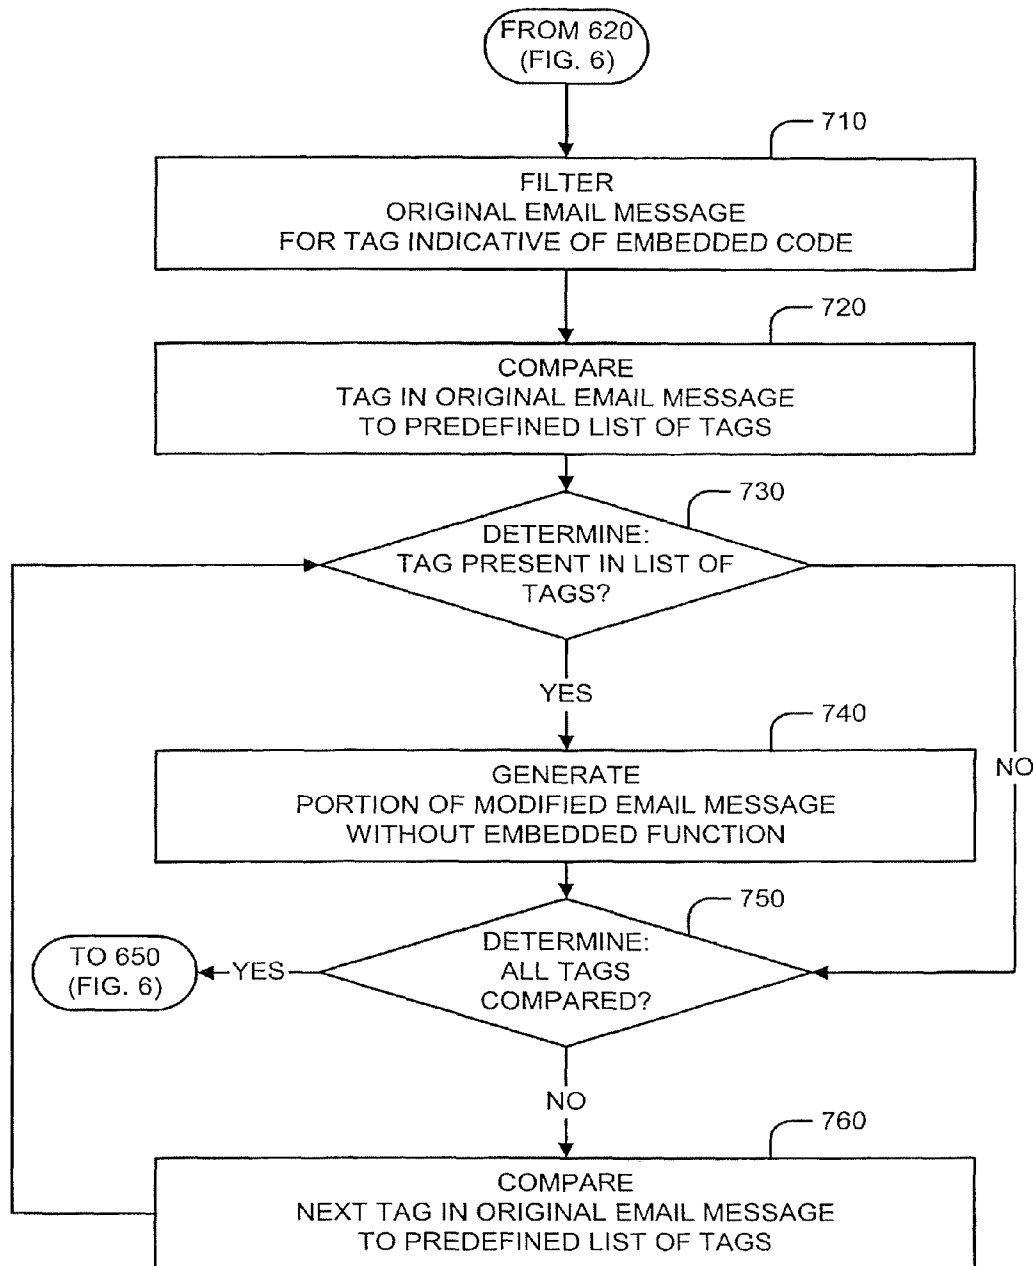 FROM 620
(FIG. 6)
710
FILTER
ORIGINAL EMAIL MESSAGE
FOR TAG INDICATIVE OF EMBEDDED CODE
720
COMPARE
TAG IN ORIGINAL EMAIL MESSAGE
TO PREDEFINED LIST OF TAGS
730
DETERMINE:
TAG PRESENT IN LIST OF
TAGS?
YES
NO
740
GENERATE
PORTION OF MODIFIED EMAIL MESSAGE
WITHOUT EMBEDDED FUNCTION
750
DETERMINE:
ALL TAGS
COMPARED?
YES
TO 650
(FIG. 6)
NO
760
COMPARE
NEXT TAG IN ORIGINAL EMAIL MESSAGE
TO PREDEFINED LIST OF TAGS